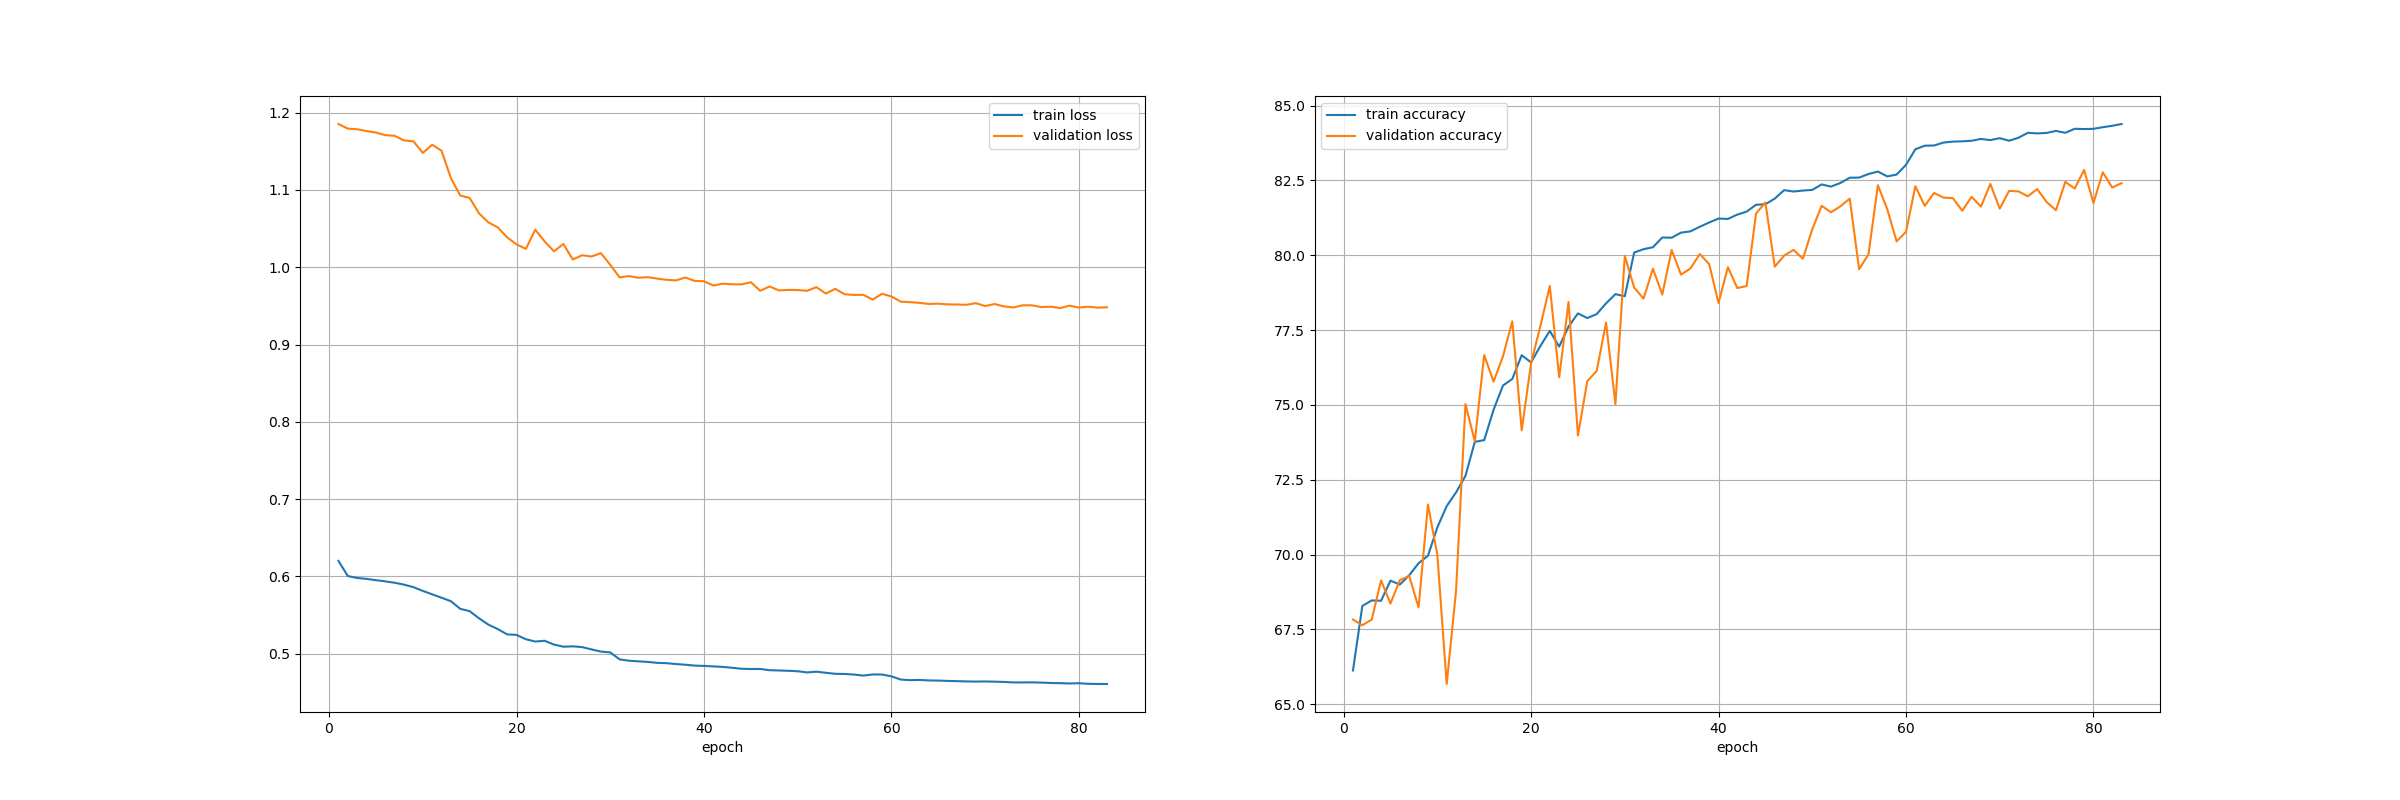 train loss
validation loss
1.2
1.1
1.0
0.9
0.8
0.7
0.6
0.5
0 20 40 60 80
epoch
train accuracy
validation accuracy
85.0
82.5
80.0
77.5
75.0
72.5
70.0
67.5
65.0
0 20 40 60 80
epoch